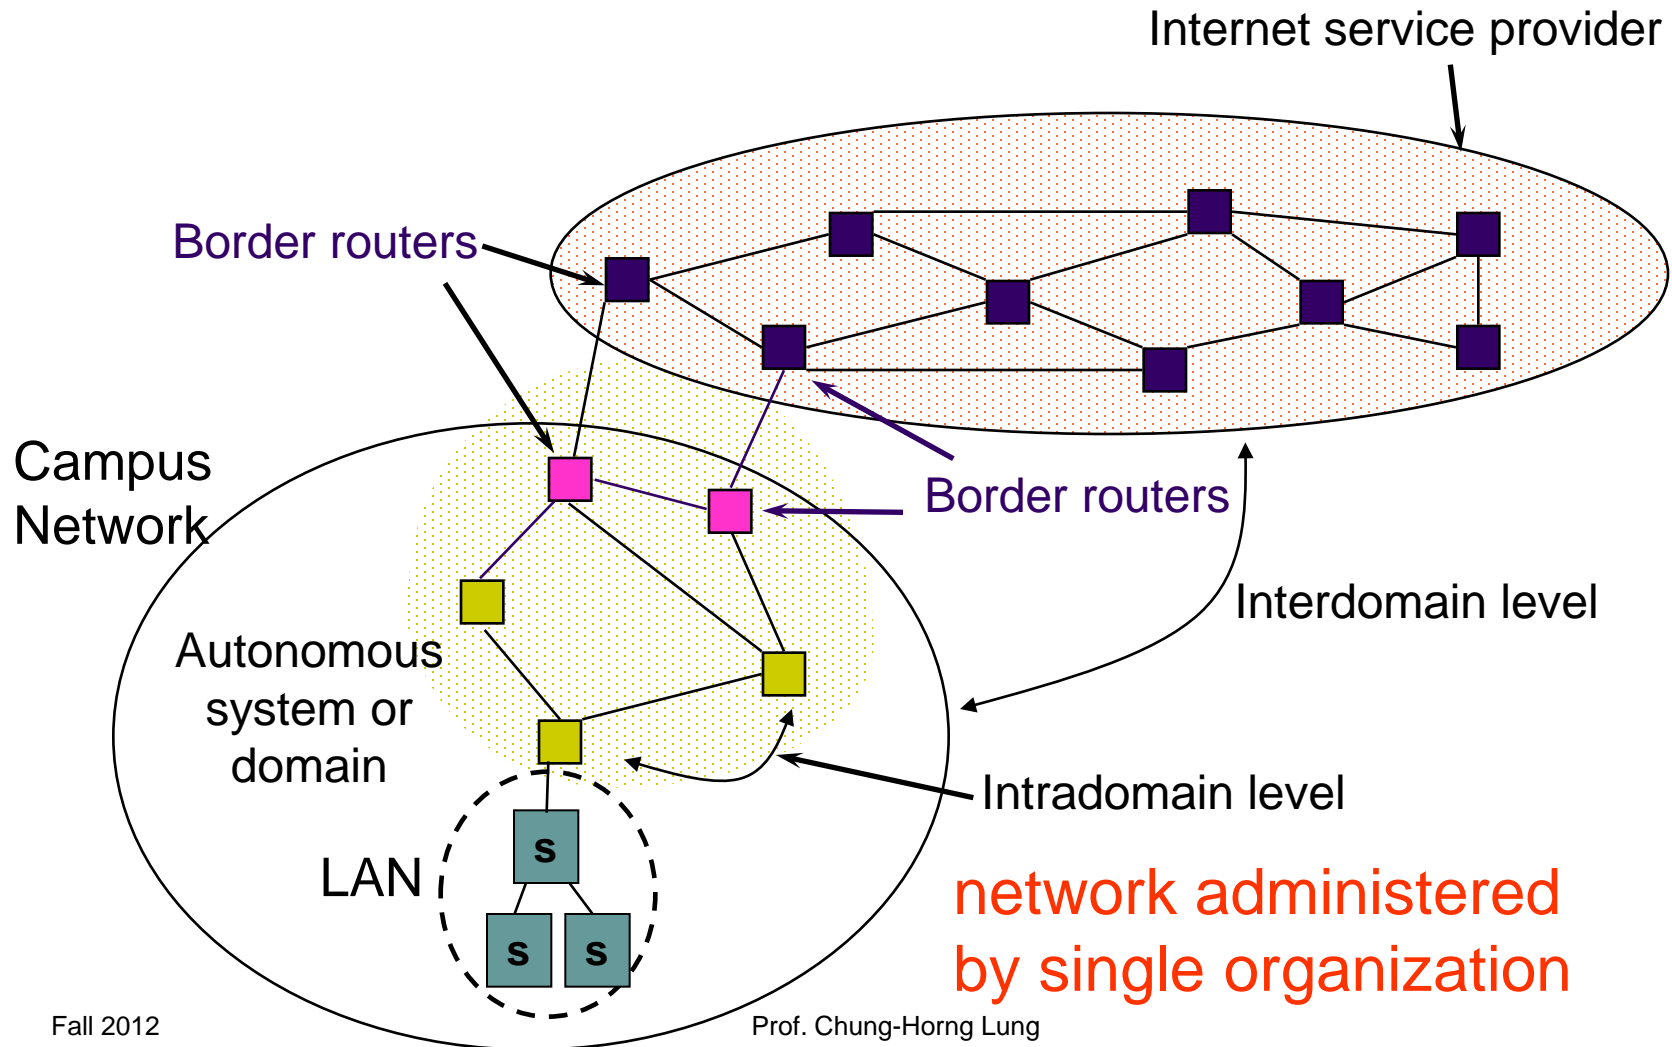 Internet service provider
Border routers
Campus
Network
Border routers
Interdomain level
Autonomous
system or
domain
Intradomain level
LAN
s
s
s
network administered
by single organization
Fall 2012
Prof. Chung-Horng Lung